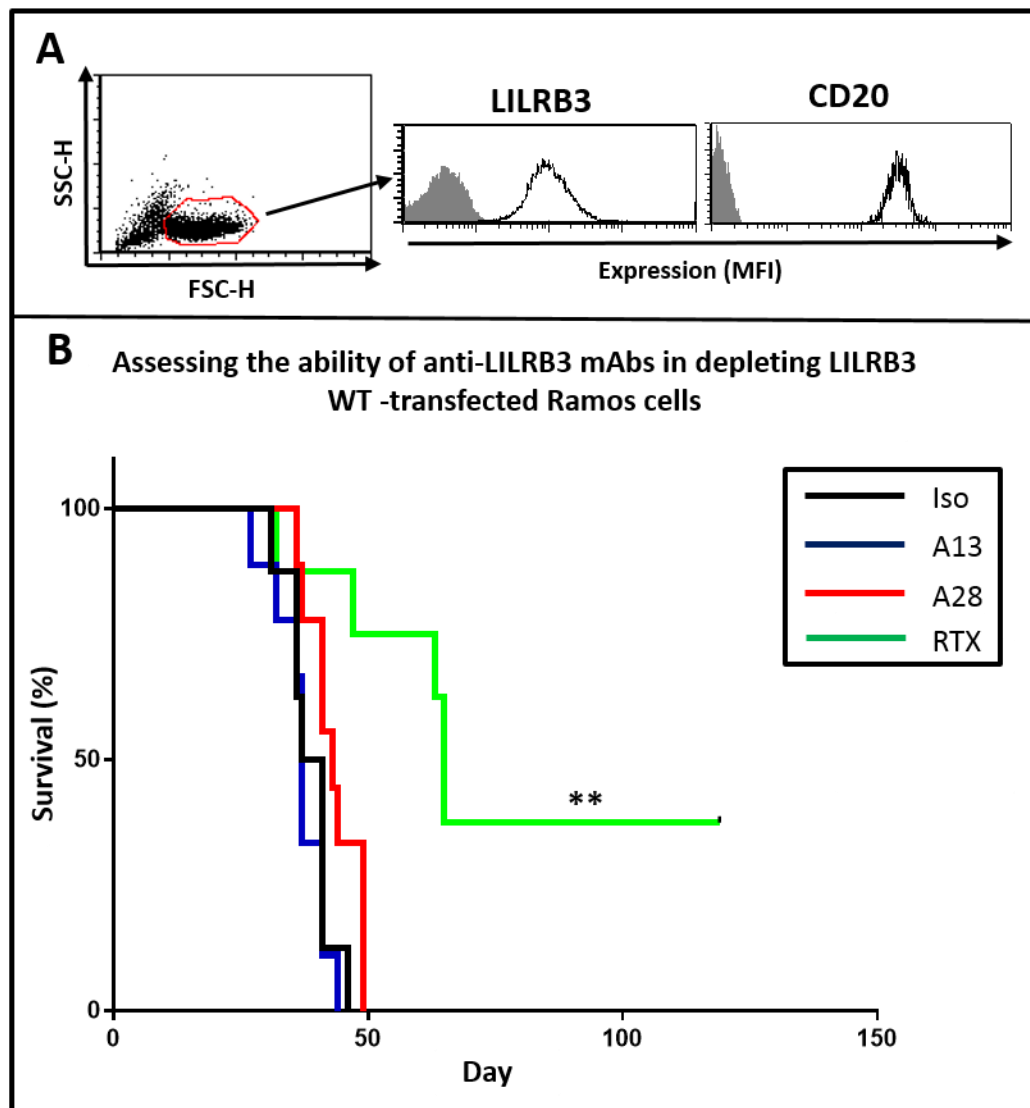 A
LILRB3
CD20
SSC-H
FSC-H
Expression (MFI)
B
Assessing the ability of anti-LILRB3 mAbs in depleting LILRB3
WT -transfected Ramos cells
Iso
A13
A28
RTX
Survival (%)
100
50
0
**
0
50
100
150
Day